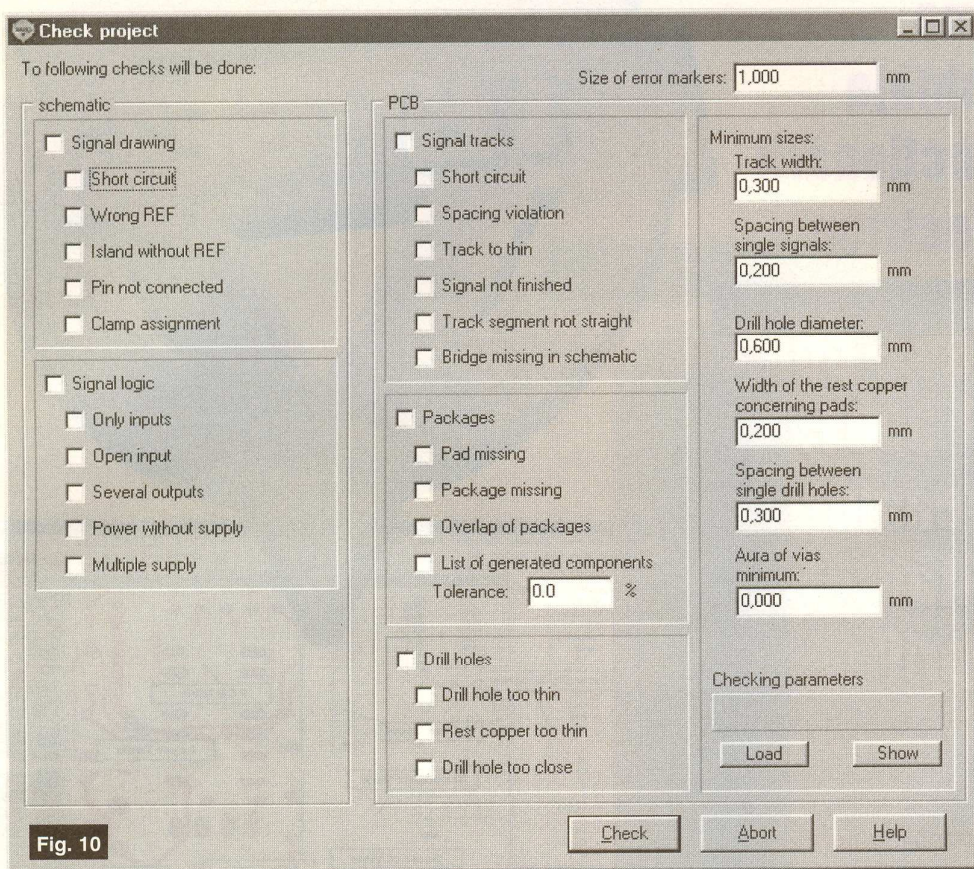 Check project
To following checks will be done:
Size of error markers: 1,000 mm
schematic
Signal drawing
Short circuit
Wrong REF
Island without REF
Pin not connected
Clamp assignment
Signal logic
Only inputs
Open input
Several outputs
Power without supply
Multiple supply
PCB
Signal tracks
Short circuit
Spacing violation
Track to thin
Signal not finished
Track segment not straight
Bridge missing in schematic
Packages
Pad missing
Package missing
Overlap of packages
List of generated components
Tolerance: 0.0 %
Drill holes
Drill hole too thin
Rest copper too thin
Drill hole too close
Minimum sizes:
Track width:
0,300 mm
Spacing between
single signals:
0,200 mm
Drill hole diameter:
0,600 mm
Width of the rest copper
concerning pads:
0,200 mm
Spacing between
single drill holes:
0,300 mm
Aura of vias
minimum:
0,000 mm
Checking parameters
Load Show
Check Abort Help
Fig. 10